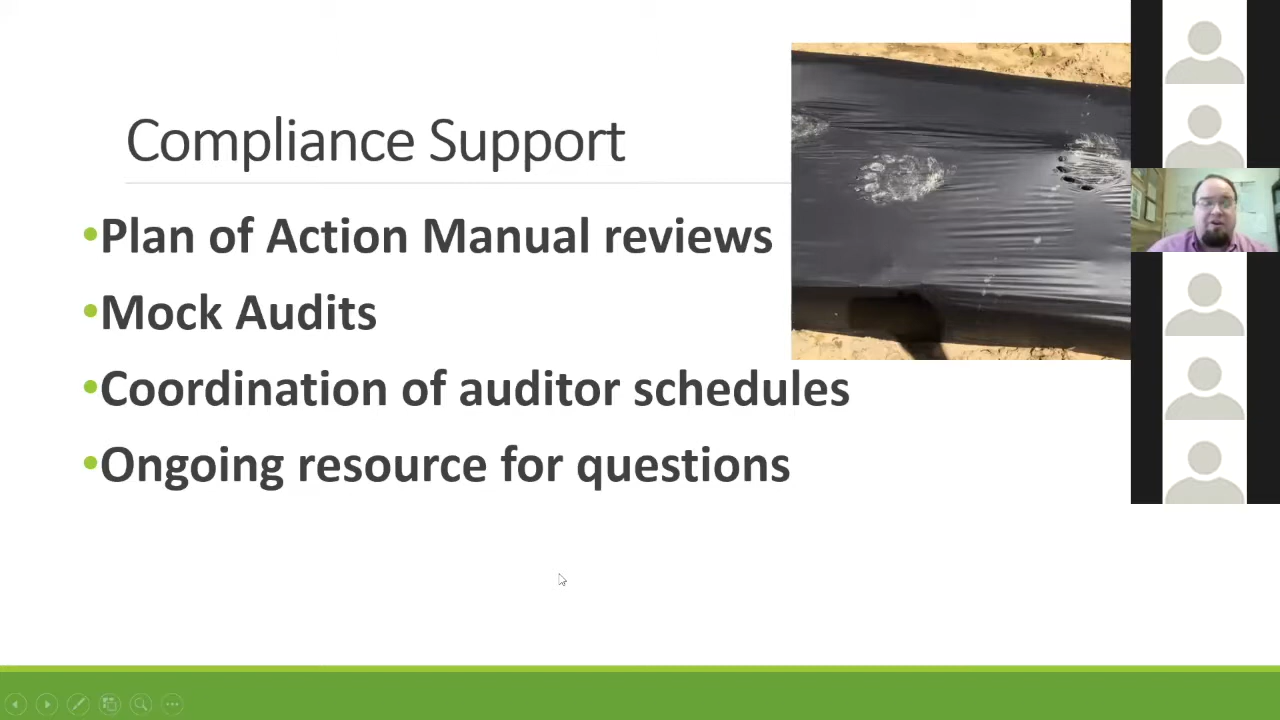 Compliance Support
•Plan of Action Manual reviews
•Mock Audits
•Coordination of auditor schedules
•Ongoing resource for questions